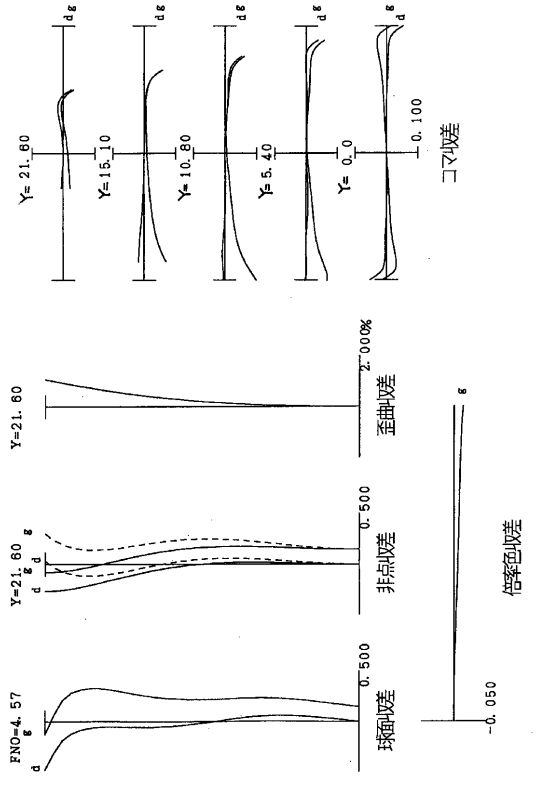 FNO=4.57
d
g
0.500
球面収差
Y=21.60
d
g
d
g
0.500
非点収差
Y=21.60
2.000%
歪曲収差
-0.050
g
倍率色収差
Y= 21.60
d g
Y=15.10
d g
Y= 10.80
d g
Y=5.40
d g
Y= 0.0
d g
0.100
コマ収差